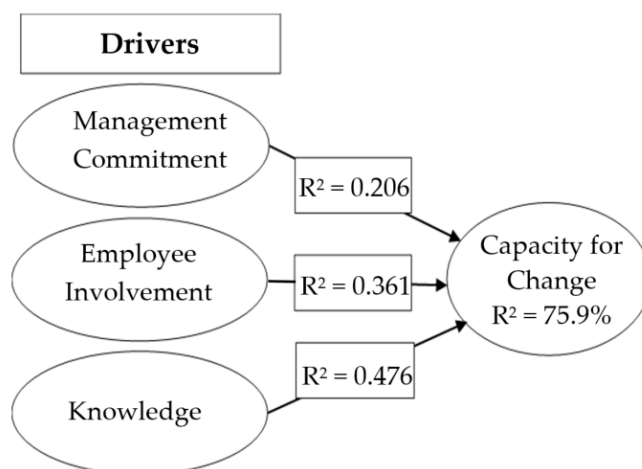 Drivers
Management
Commitment
R² = 0.206
Employee
Involvement
R² = 0.361
Capacity for
Change
R² = 75.9%
Knowledge
R² = 0.476